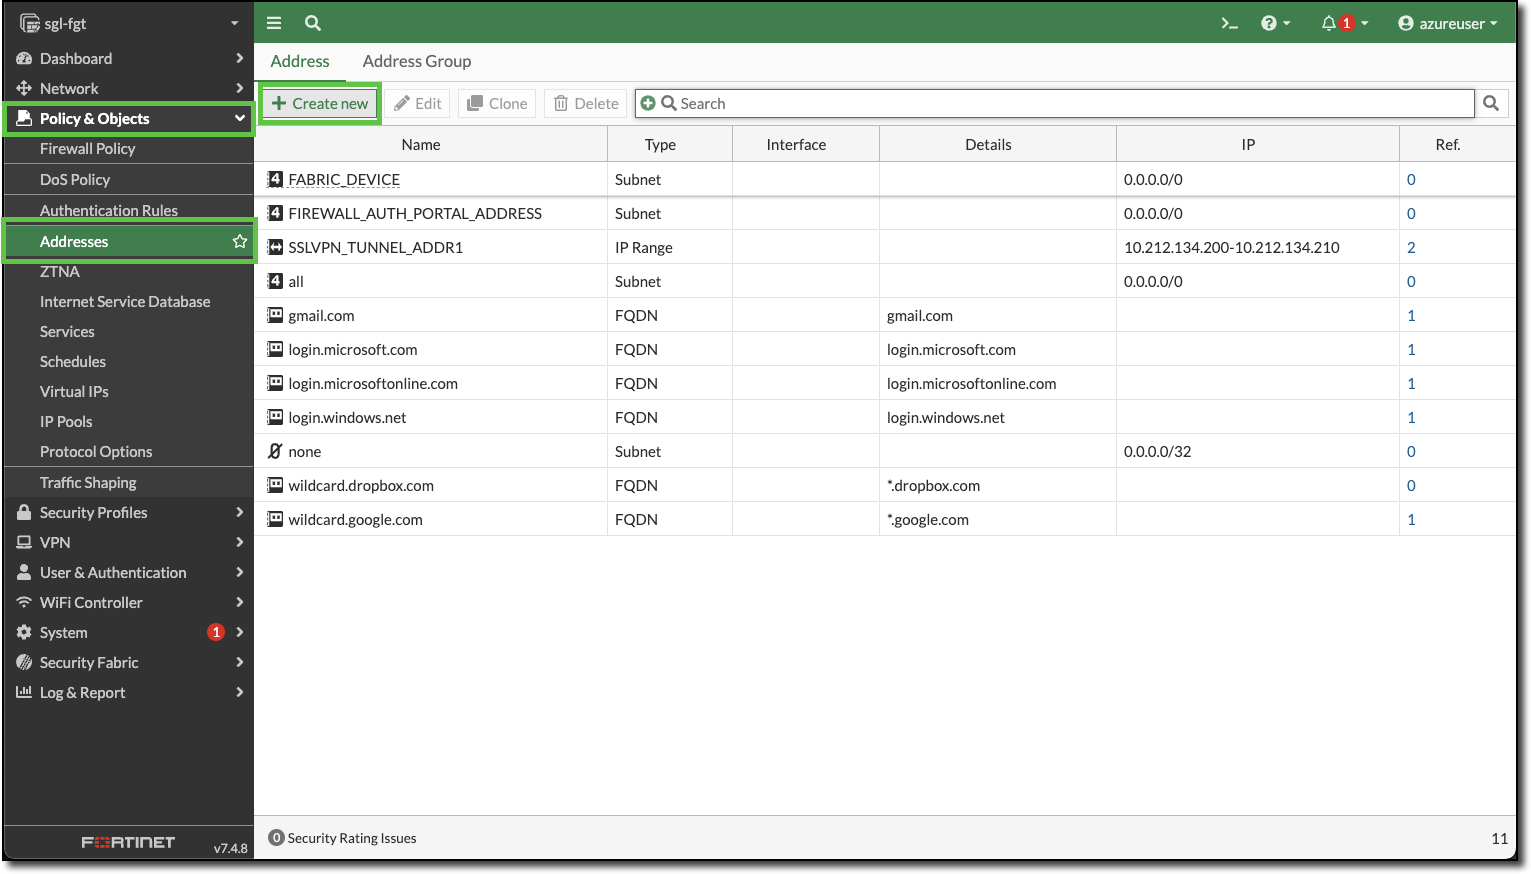 sgl-fgt
1
azureuser
Dashboard
Network
Policy & Objects
Firewall Policy
DoS Policy
Authentication Rules
Addresses
ZTNA
Internet Service Database
Services
Schedules
Virtual IPs
IP Pools
Protocol Options
Traffic Shaping
Security Profiles
VPN
User & Authentication
WiFi Controller
System 1
Security Fabric
Log & Report
FORTINET v7.4.8
Address Address Group
Create new Edit Clone Delete Search
Name Type Interface Details IP Ref.
4 FABRIC_DEVICE Subnet 0.0.0.0/0 0
4 FIREWALL_AUTH_PORTAL_ADDRESS Subnet 0.0.0.0/0 0
SSLVPN_TUNNEL_ADDR1 IP Range 10.212.134.200-10.212.134.210 2
4 all Subnet 0.0.0.0/0 0
gmail.com FQDN gmail.com 1
login.microsoft.com FQDN login.microsoft.com 1
login.microsoftonline.com FQDN login.microsoftonline.com 1
login.windows.net FQDN login.windows.net 1
none Subnet 0.0.0.0/32 0
wildcard.dropbox.com FQDN *.dropbox.com 0
wildcard.google.com FQDN *.google.com 1
0 Security Rating Issues 11